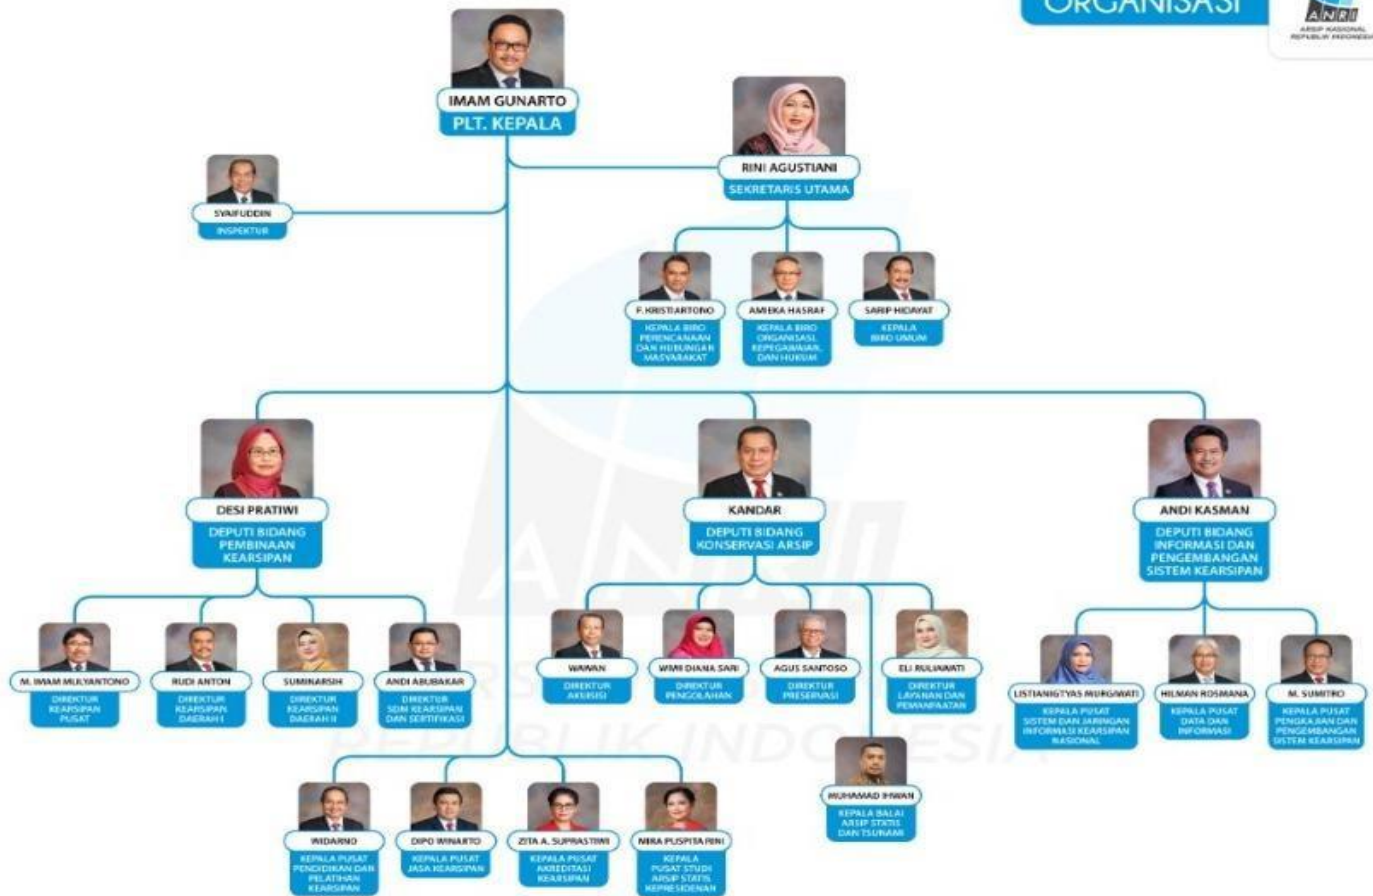 ORGANISASI
ANRI
ARSIP NASIONAL
REPUBLIK INDONESIA
IMAM GUNARTO
PLT. KEPALA
RINI AGUSTIANI
SEKRETARIS UTAMA
SYAIFUDDIN
INSPEKTUR
F. KRISTIARTONO
KEPALA BIRO
PERENCANAAN
DAN HUBUNGAN
MASYARAKAT
AMIEKA HASRAF
KEPALA BIRO
ORGANISASI,
KEPEGAWAIAN,
DAN HUKUM
SARIP HIDAYAT
KEPALA
BIRO UMUM
DESI PRATIWI
DEPUTI BIDANG
PEMBINAAN
KEARSIPAN
KANDAR
DEPUTI BIDANG
KONSERVASI ARSIP
ANDI KASMAN
DEPUTI BIDANG
INFORMASI DAN
PENGEMBANGAN
SISTEM KEARSIPAN
M. IMAM MULYANTONO
DIREKTUR
KEARSIPAN
PUSAT
RUDI ANTON
DIREKTUR
KEARSIPAN
DAERAH I
SUMINARSIH
DIREKTUR
KEARSIPAN
DAERAH II
ANDI ABUBAKAR
DIREKTUR
SDM KEARSIPAN
DAN SERTIFIKASI
WAWAN
DIREKTUR
AKUISISI
WIWI DIANA SARI
DIREKTUR
PENGOLAHAN
AGUS SANTOSO
DIREKTUR
PRESERVASI
ELI RULIAWATI
DIREKTUR
LAYANAN DAN
PEMANFAATAN
LISTIANIGTYAS MURGIWATI
KEPALA PUSAT
SISTEM DAN JARINGAN
INFORMASI KEARSIPAN
NASIONAL
HILMAN ROSMANA
KEPALA PUSAT
DATA DAN
INFORMASI
M. SUMITRO
KEPALA PUSAT
PENGKAJIAN DAN
PENGEMBANGAN
SISTEM KEARSIPAN
MUHAMAD IHWAN
KEPALA BALAI
ARSIP STATIS
DAN TSUNAMI
WIDARNO
KEPALA PUSAT
PENDIDIKAN DAN
PELATIHAN
KEARSIPAN
DIPO WINARTO
KEPALA PUSAT
JASA KEARSIPAN
ZITA A. SUPRASTIWI
KEPALA PUSAT
AKREDITASI
KEARSIPAN
MIRA PUSPITA RINI
KEPALA
PUSAT STUDI
ARSIP STATIS
KEPRESIDENAN
ANRI
REPUBLIK INDONESIA